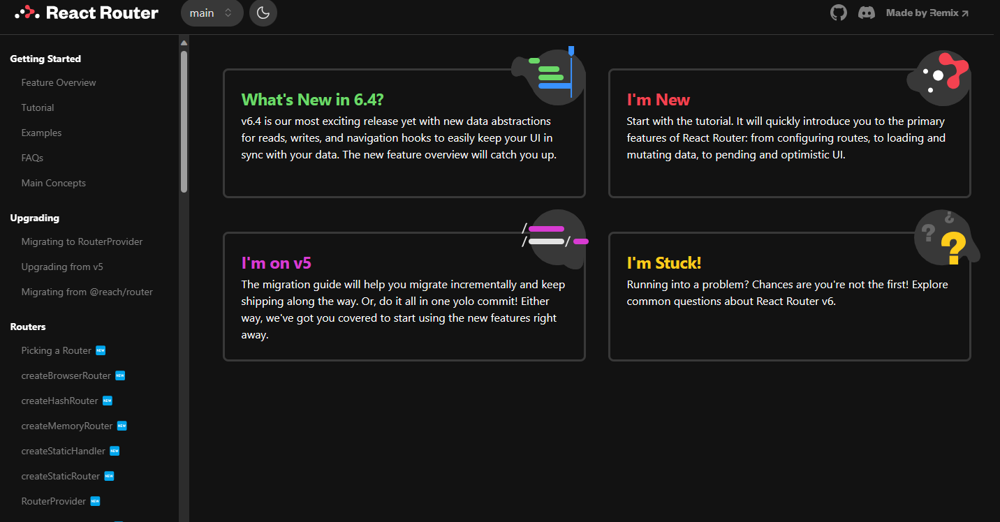 React Router
main
Made by Remix
Getting Started
Feature Overview
Tutorial
Examples
FAQs
Main Concepts
Upgrading
Migrating to RouterProvider
Upgrading from v5
Migrating from @reach/router
Routers
Picking a Router NEW
createBrowserRouter NEW
createHashRouter NEW
createMemoryRouter NEW
createStaticHandler NEW
createStaticRouter NEW
RouterProvider NEW
What's New in 6.4?
v6.4 is our most exciting release yet with new data abstractions
for reads, writes, and navigation hooks to easily keep your UI in
sync with your data. The new feature overview will catch you up.
I'm New
Start with the tutorial. It will quickly introduce you to the primary
features of React Router: from configuring routes, to loading and
mutating data, to pending and optimistic UI.
I'm on v5
The migration guide will help you migrate incrementally and keep
shipping along the way. Or, do it all in one yolo commit! Either
way, we've got you covered to start using the new features right
away.
I'm Stuck!
Running into a problem? Chances are you're not the first! Explore
common questions about React Router v6.